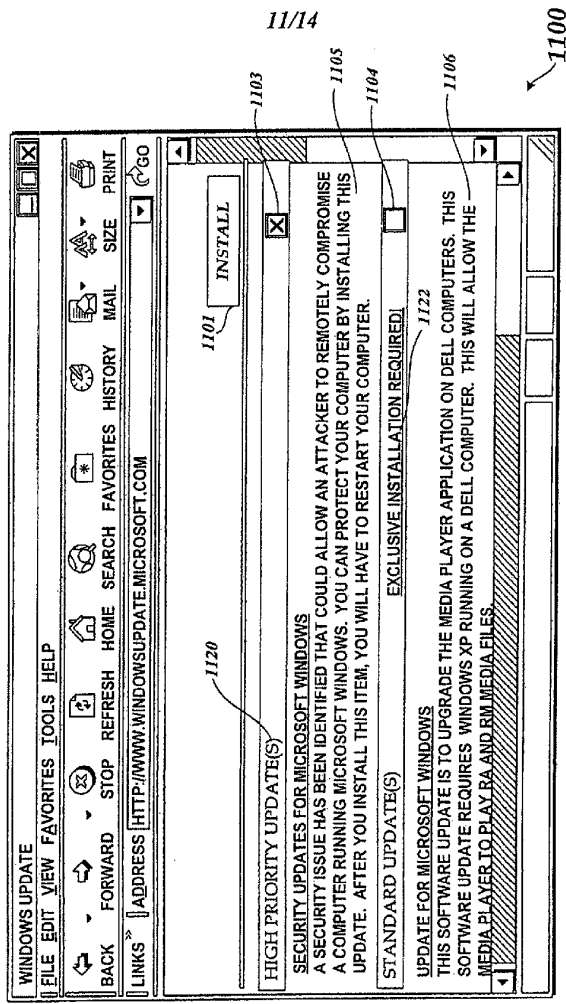 11/14
1100
WINDOWS UPDATE
FILE EDIT VIEW FAVORITES TOOLS HELP
BACK FORWARD STOP REFRESH HOME SEARCH FAVORITES HISTORY MAIL SIZE PRINT
LINKS » ADDRESS HTTP://WWW.WINDOWSUPDATE.MICROSOFT.COM GO
1101
INSTALL
1120
1103
HIGH PRIORITY UPDATE(S)
SECURITY UPDATES FOR MICROSOFT WINDOWS
A SECURITY ISSUE HAS BEEN IDENTIFIED THAT COULD ALLOW AN ATTACKER TO REMOTELY COMPROMISE
A COMPUTER RUNNING MICROSOFT WINDOWS. YOU CAN PROTECT YOUR COMPUTER BY INSTALLING THIS
UPDATE. AFTER YOU INSTALL THIS ITEM, YOU WILL HAVE TO RESTART YOUR COMPUTER.
1105
STANDARD UPDATE(S) EXCLUSIVE INSTALLATION REQUIRED!
1104
1122
UPDATE FOR MICROSOFT WINDOWS
THIS SOFTWARE UPDATE IS TO UPGRADE THE MEDIA PLAYER APPLICATION ON DELL COMPUTERS. THIS
SOFTWARE UPDATE REQUIRES WINDOWS XP RUNNING ON A DELL COMPUTER. THIS WILL ALLOW THE
MEDIA PLAYER TO PLAY RA AND RM MEDIA FILES.
1106